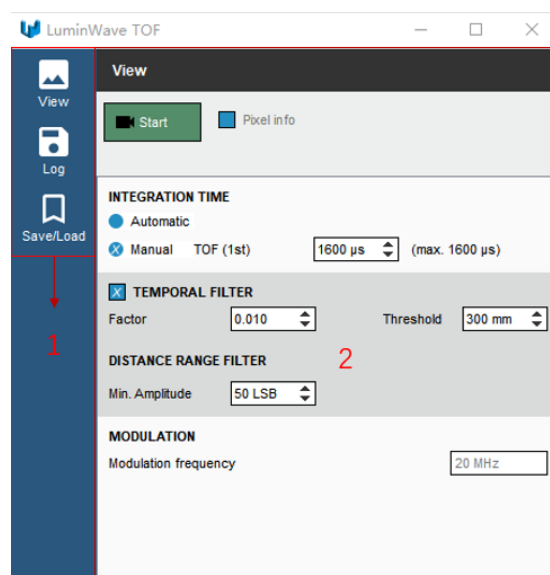 LuminWave TOF
View
View
Start
Pixel info
Log
Save/Load
INTEGRATION TIME
Automatic
Manual TOF (1st) 1600 µs (max. 1600 µs)
X TEMPORAL FILTER
Factor 0.010 Threshold 300 mm
DISTANCE RANGE FILTER
Min. Amplitude 50 LSB
MODULATION
Modulation frequency 20 MHz
1
2